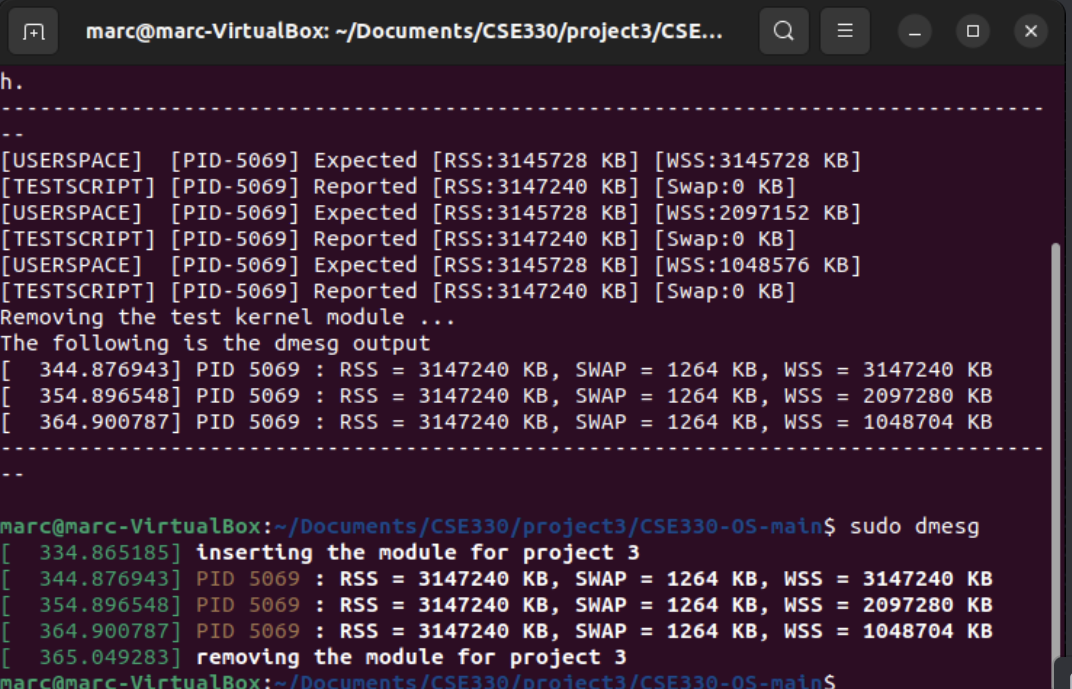 marc@marc-VirtualBox: ~/Documents/CSE330/project3/CSE...
h.
--------------------------------------------------------------------------------
--
[USERSPACE]  [PID-5069] Expected [RSS:3145728 KB] [WSS:3145728 KB]
[TESTSCRIPT] [PID-5069] Reported [RSS:3147240 KB] [Swap:0 KB]
[USERSPACE]  [PID-5069] Expected [RSS:3145728 KB] [WSS:2097152 KB]
[TESTSCRIPT] [PID-5069] Reported [RSS:3147240 KB] [Swap:0 KB]
[USERSPACE]  [PID-5069] Expected [RSS:3145728 KB] [WSS:1048576 KB]
[TESTSCRIPT] [PID-5069] Reported [RSS:3147240 KB] [Swap:0 KB]
Removing the test kernel module ...
The following is the dmesg output
[  344.876943] PID 5069 : RSS = 3147240 KB, SWAP = 1264 KB, WSS = 3147240 KB
[  354.896548] PID 5069 : RSS = 3147240 KB, SWAP = 1264 KB, WSS = 2097280 KB
[  364.900787] PID 5069 : RSS = 3147240 KB, SWAP = 1264 KB, WSS = 1048704 KB
--------------------------------------------------------------------------------
--
marc@marc-VirtualBox:~/Documents/CSE330/project3/CSE330-OS-main$ sudo dmesg
[  334.865185] inserting the module for project 3
[  344.876943] PID 5069 : RSS = 3147240 KB, SWAP = 1264 KB, WSS = 3147240 KB
[  354.896548] PID 5069 : RSS = 3147240 KB, SWAP = 1264 KB, WSS = 2097280 KB
[  364.900787] PID 5069 : RSS = 3147240 KB, SWAP = 1264 KB, WSS = 1048704 KB
[  365.049283] removing the module for project 3
marc@marc-VirtualBox:~/Documents/CSE330/project3/CSE330-OS-main$